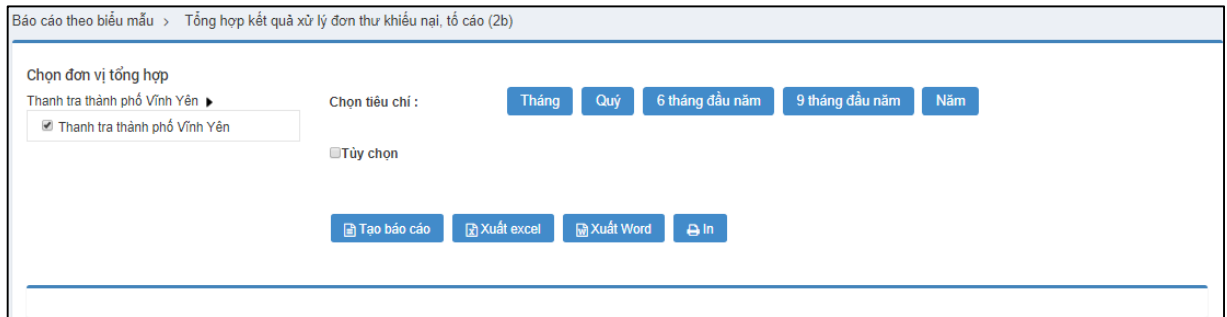 Báo cáo theo biểu mẫu > Tổng hợp kết quả xử lý đơn thư khiếu nại, tố cáo (2b)
Chọn đơn vị tổng hợp
Thanh tra thành phố Vĩnh Yên
Thanh tra thành phố Vĩnh Yên
Chọn tiêu chí : Tháng Quý 6 tháng đầu năm 9 tháng đầu năm Năm
Tùy chọn
Tạo báo cáo Xuất excel Xuất Word In